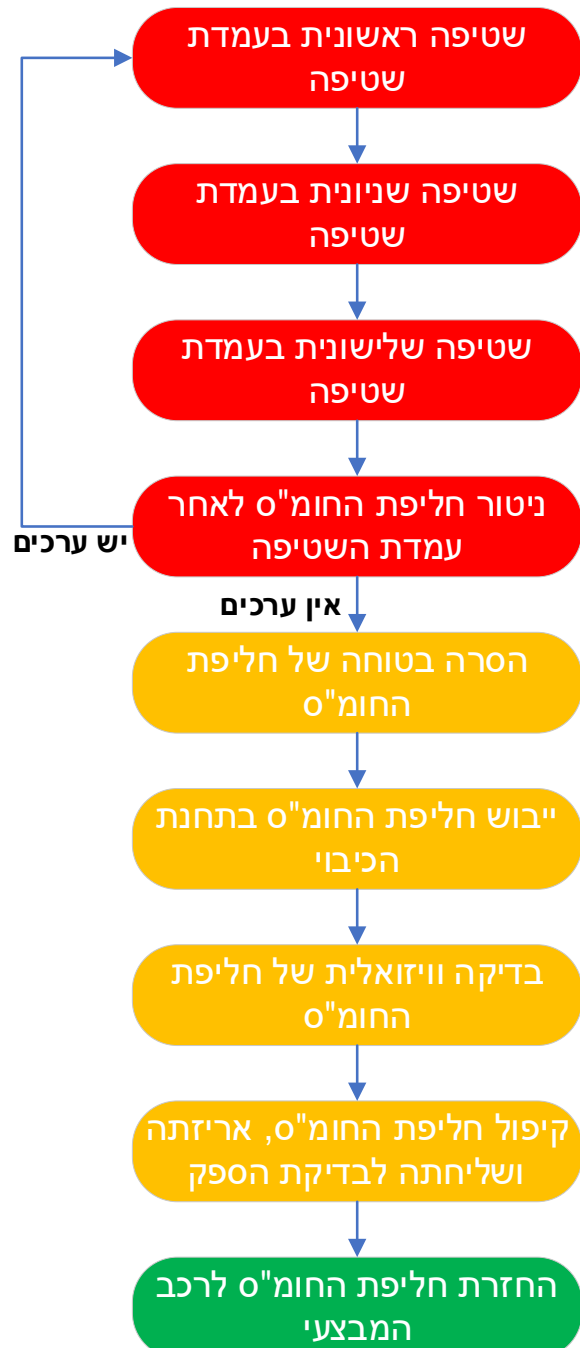 שטיפה ראשונית בעמדת
שטיפה
שטיפה שניונית בעמדת
שטיפה
שטיפה שלישונית בעמדת
שטיפה
ניטור חליפת החומ"ס לאחר
עמדת השטיפה
יש ערכים
אין ערכים
הסרה בטוחה של חליפת
החומ"ס
ייבוש חליפת החומ"ס בתחנת
הכיבוי
בדיקה וויזואלית של חליפת
החומ"ס
קיפול חליפת החומ"ס, אריזתה
ושליחתה לבדיקת הספק
החזרת חליפת החומ"ס לרכב
המבצעי